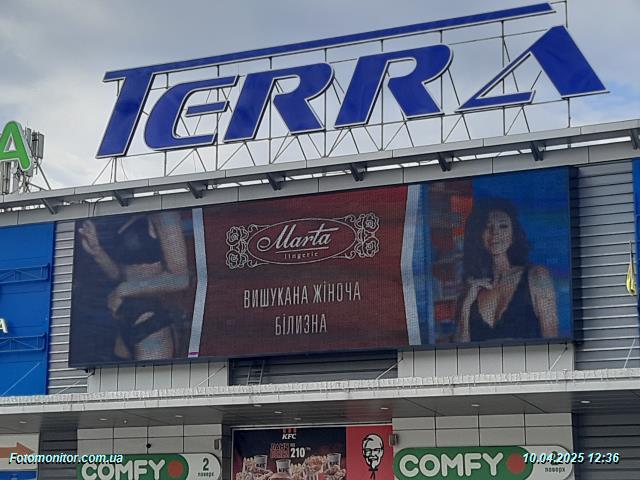 TERRA
A
Marta
lingerie
ВИШУКАНА ЖІНОЧА
БІЛИЗНА
A
KFC
210
COMFY
2
поверх
COMFY
Fotomonitor.com.ua
10.04.2025 12:36